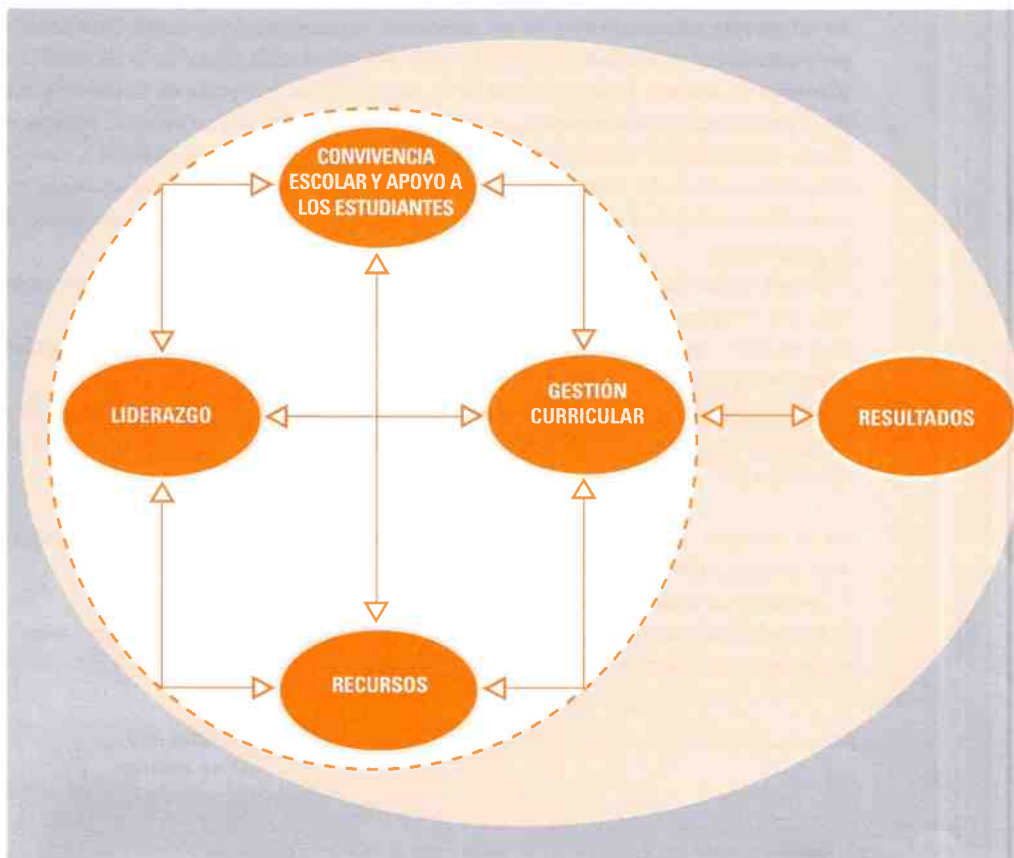 CONVIVENCIA
ESCOLAR Y APOYO A
LOS ESTUDIANTES
LIDERAZGO
GESTIÓN
CURRICULAR
RESULTADOS
RECURSOS